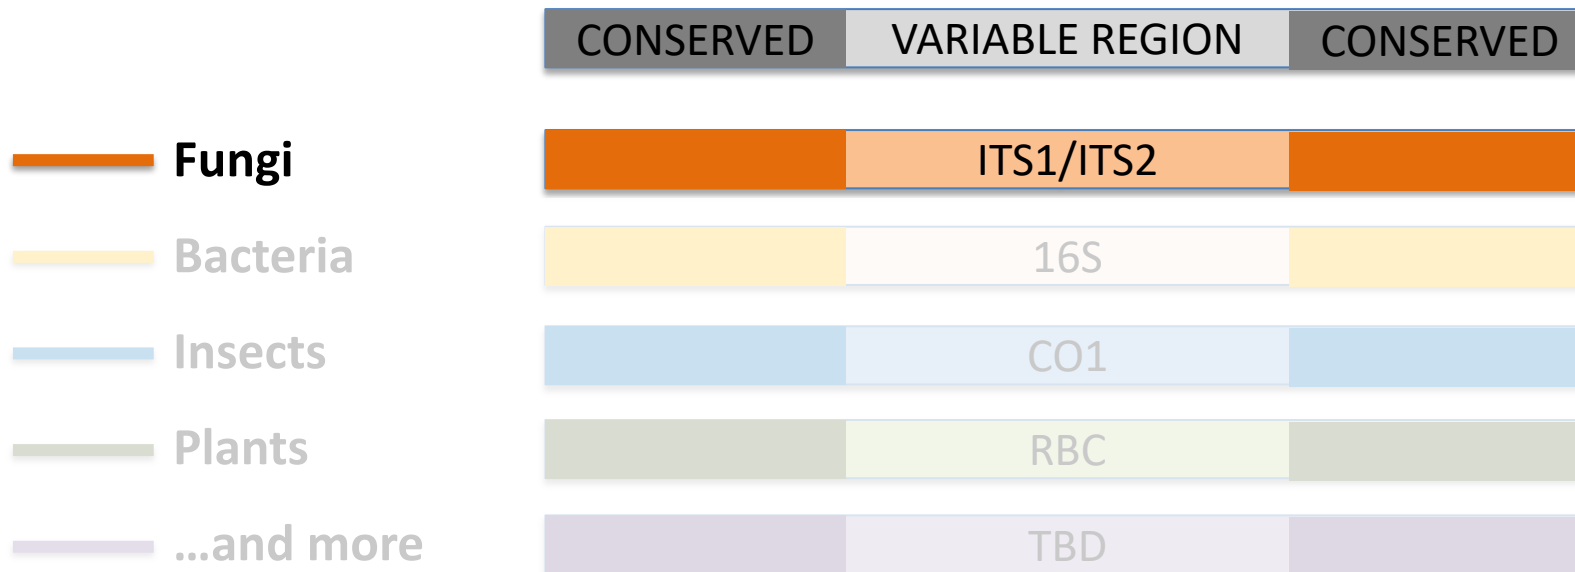 CONSERVED VARIABLE REGION CONSERVED
Fungi ITS1/ITS2
Bacteria 16S
Insects CO1
Plants RBC
...and more TBD